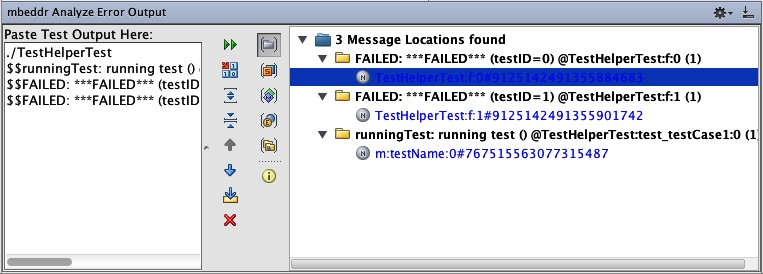 mbeddr Analyze Error Output
Paste Test Output Here:
./TestHelperTest
$$runningTest: running test () (
$$FAILED: ***FAILED*** (testID
$$FAILED: ***FAILED*** (testID
3 Message Locations found
FAILED: ***FAILED*** (testID=0) @TestHelperTest:f:0 (1)
TestHelperTest:f:0#9125142491355884683
FAILED: ***FAILED*** (testID=1) @TestHelperTest:f:1 (1)
TestHelperTest:f:1#9125142491355901742
runningTest: running test () @TestHelperTest:test_testCase1:0 (1)
m:testName:0#767515563077315487